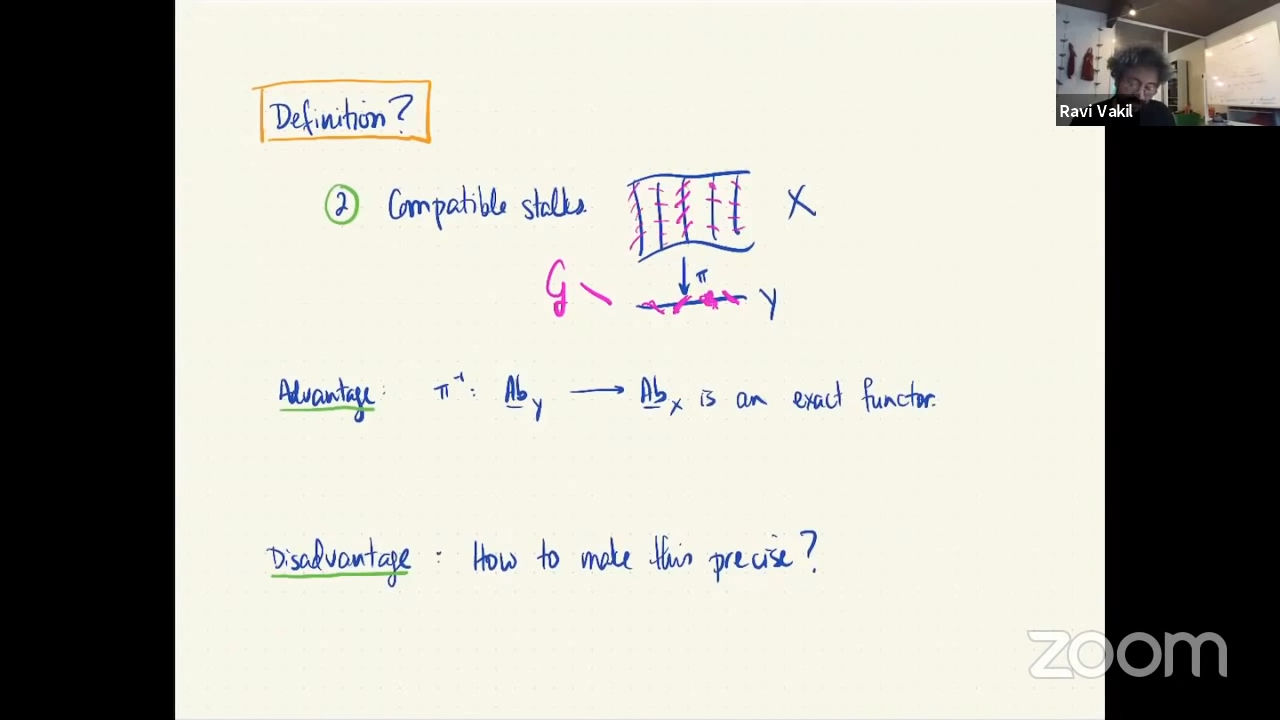 Ravi Vakil
Definition?
② Compatible stalks.
X
π
G
Y
Advantage: π⁻¹: Ab_Y ⟶ Ab_X is an exact functor.
Disadvantage: How to make this precise?
zoom